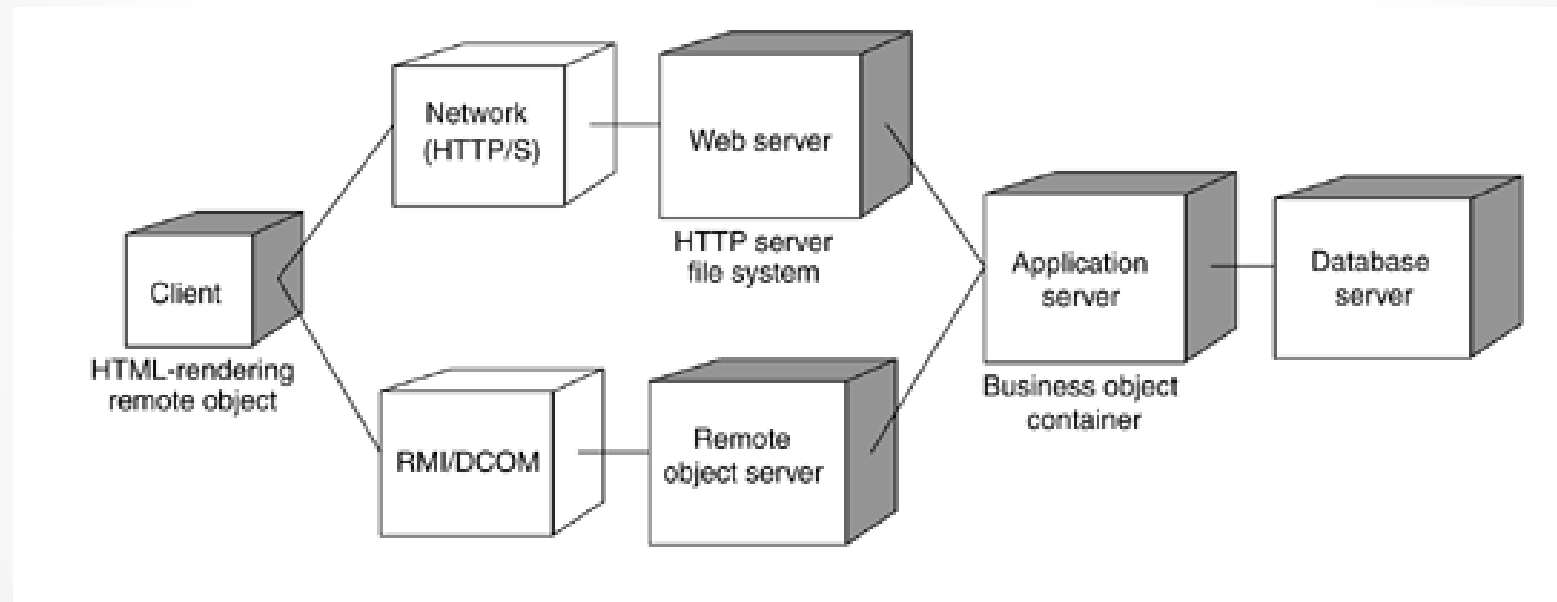 Network
(HTTP/S)
Web server
HTTP server
file system
Client
HTML-rendering
remote object
RMI/DCOM
Remote
object server
Application
server
Business object
container
Database
server